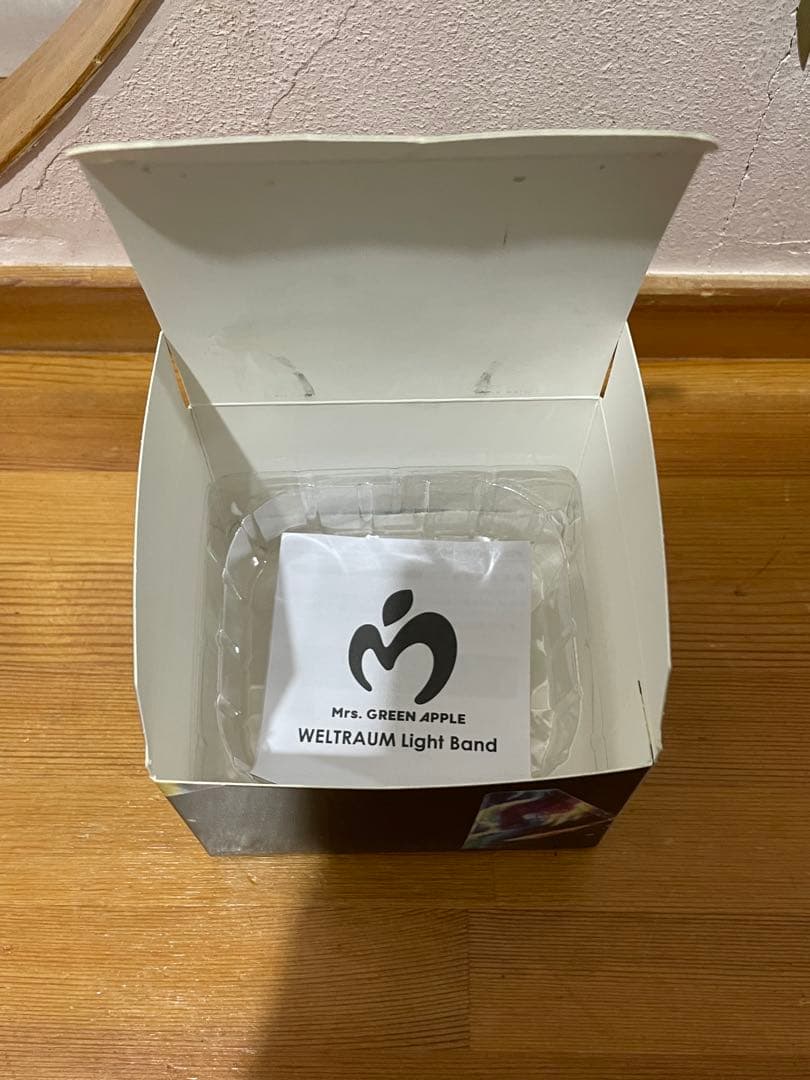 Mrs. GREEN APPLE
WELTRAUM Light Band